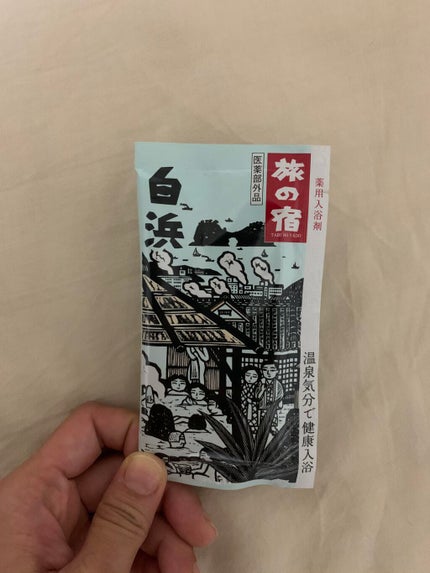 薬用入浴剤
旅の宿
TABI NO YADO
医薬部外品
白浜
温泉気分で健康入浴